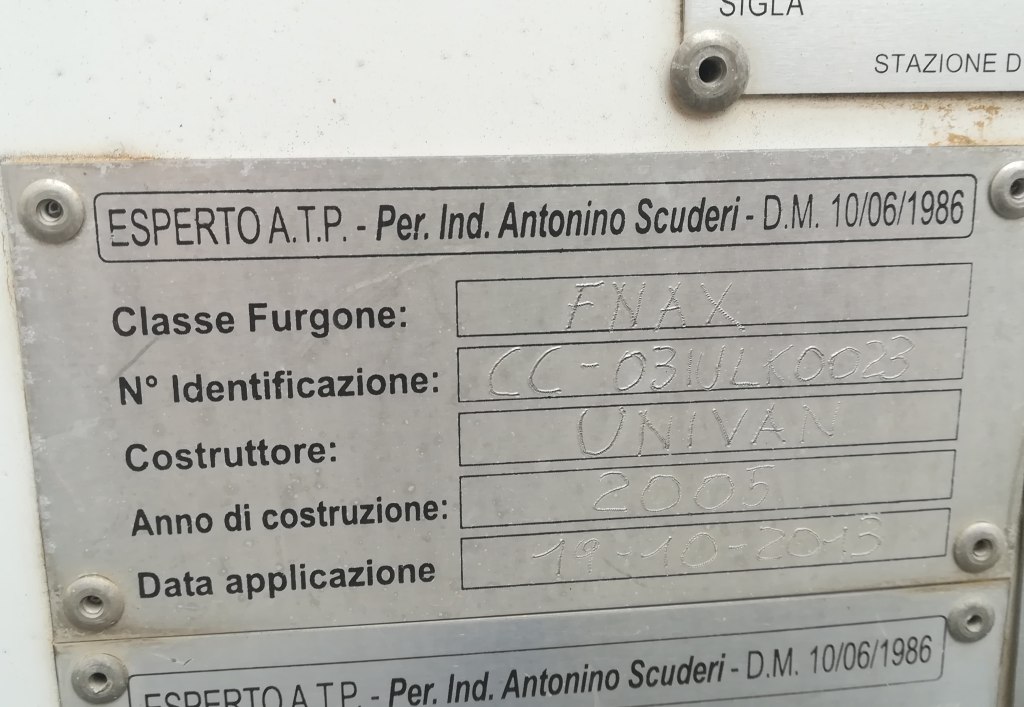 SIGLA
STAZIONE D
ESPERTO A.T.P. - Per. Ind. Antonino Scuderi - D.M. 10/06/1986
Classe Furgone: FNAX
N° Identificazione: CC-031ULK0023
Costruttore: UNIVAN
Anno di costruzione: 2005
Data applicazione 19-10-2013
ESPERTO A.T.P. - Per. Ind. Antonino Scuderi - D.M. 10/06/1986